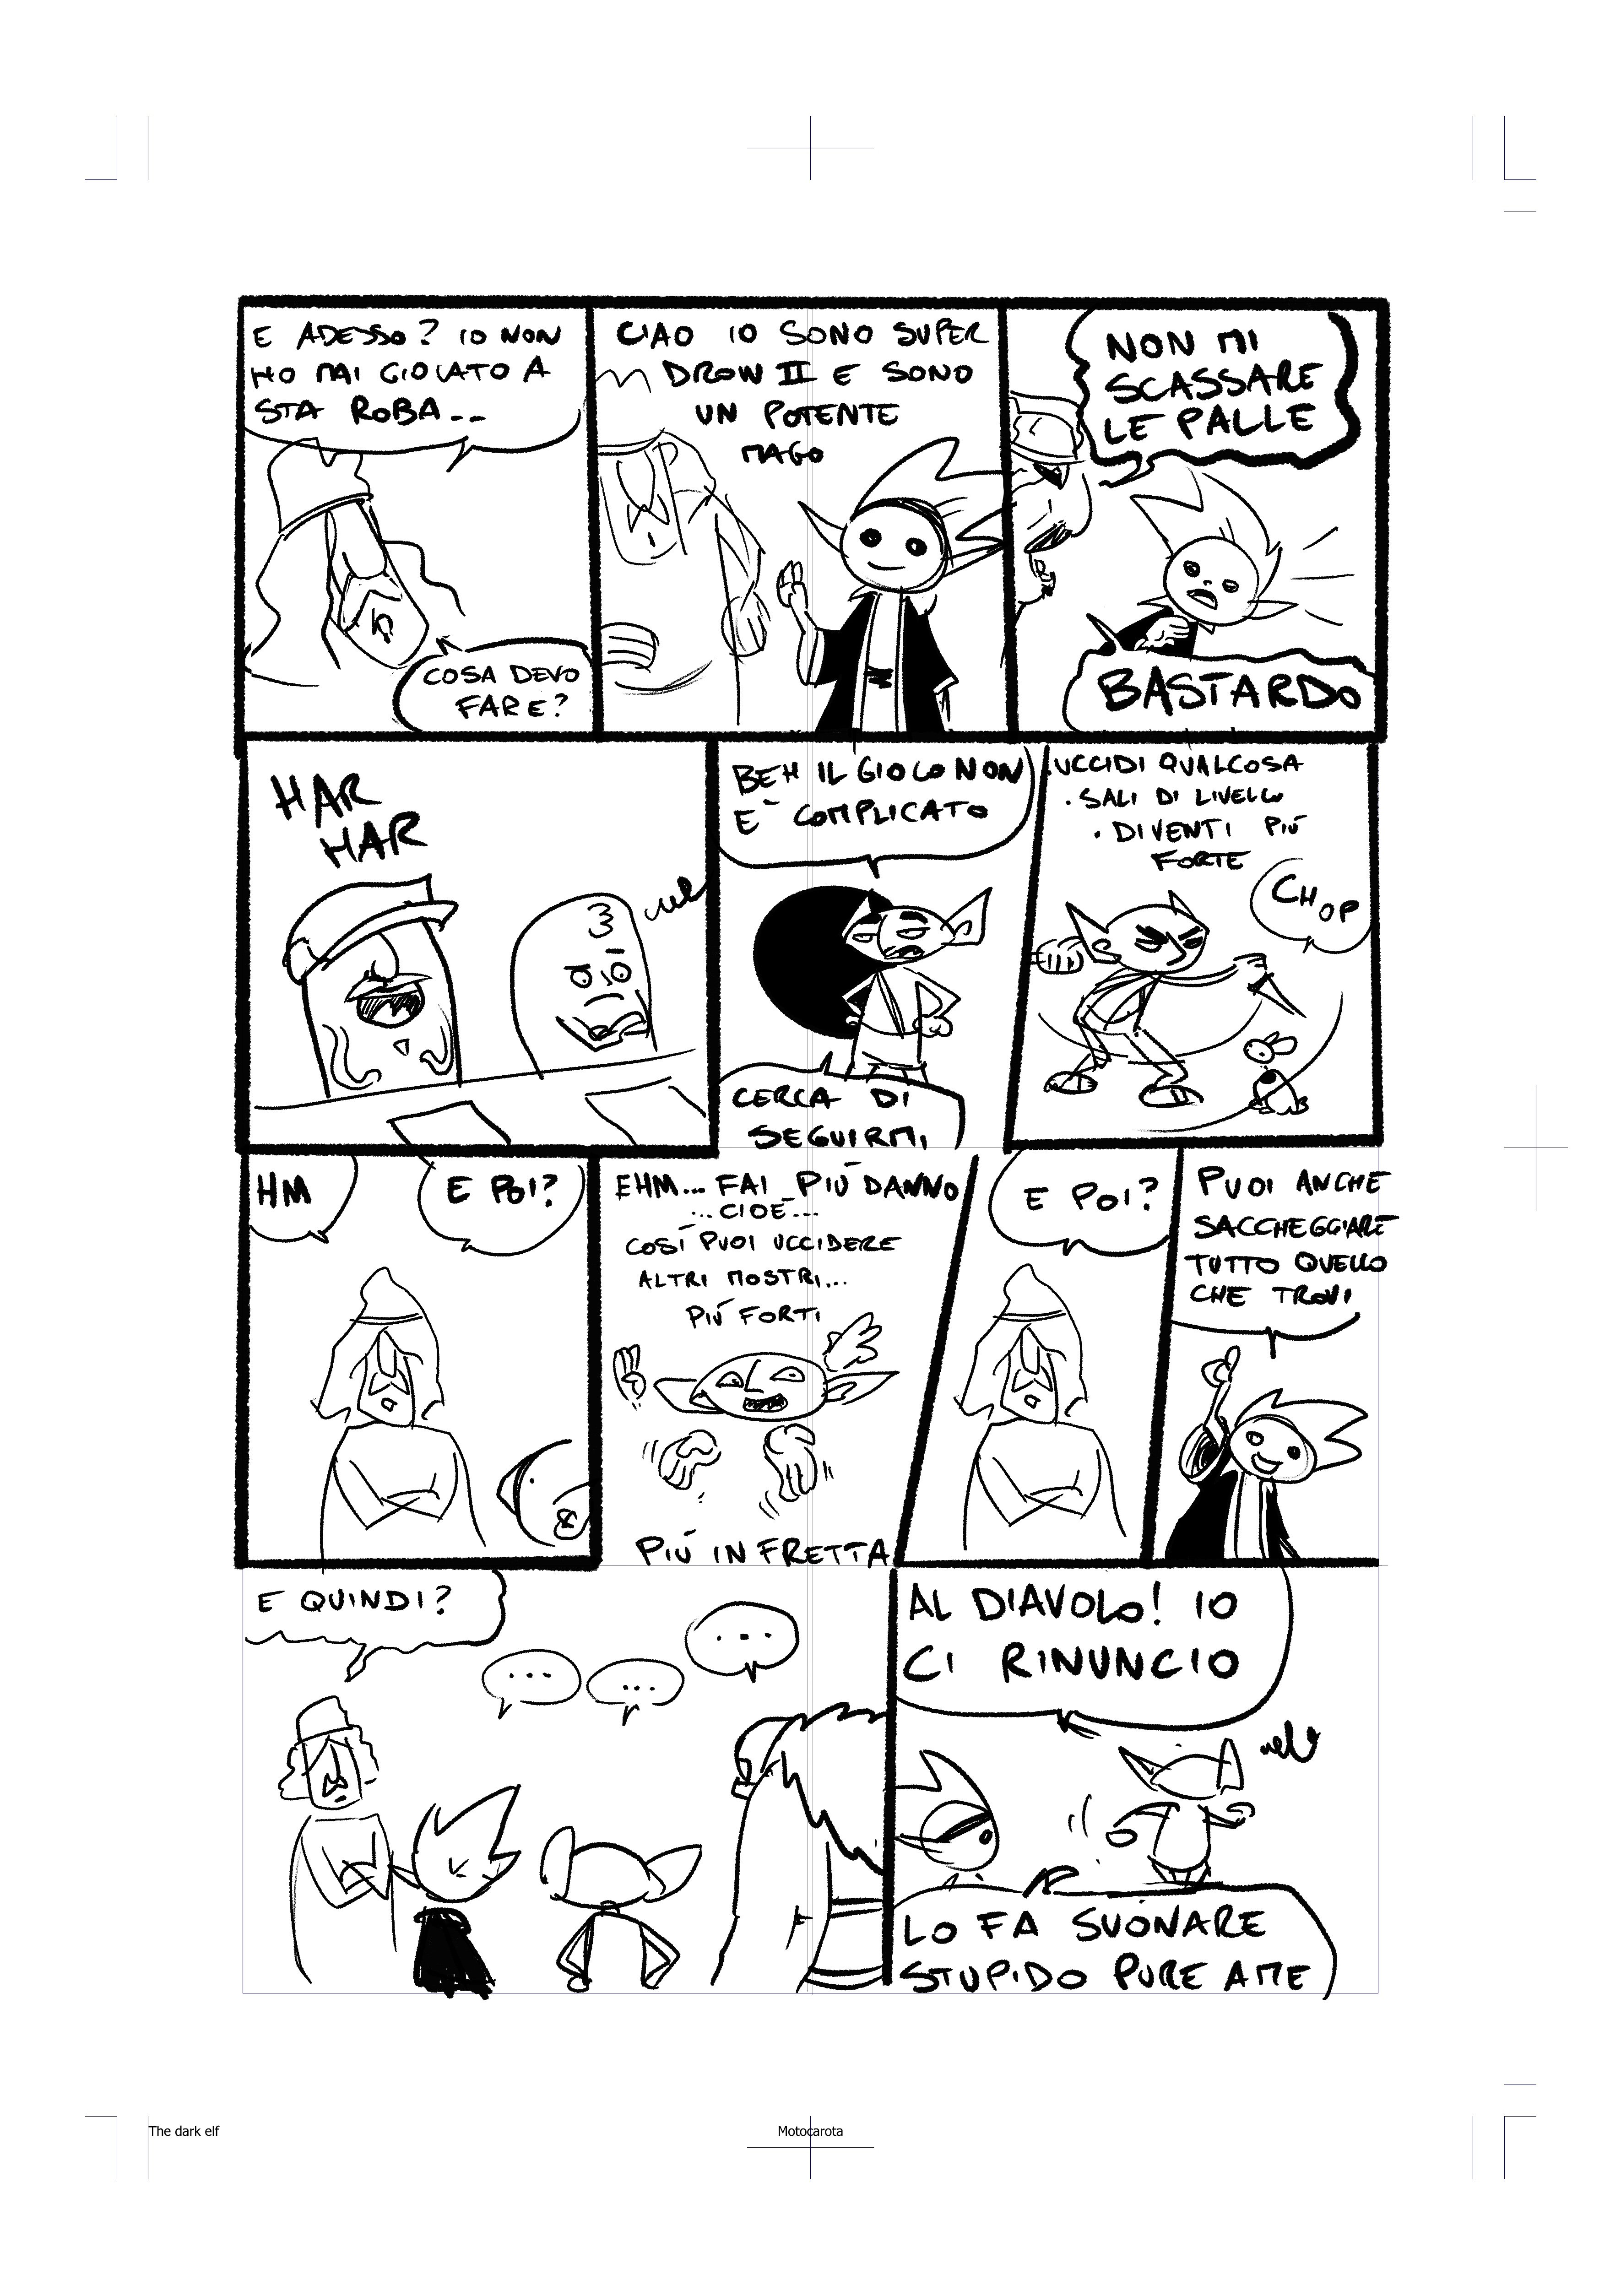 E ADESSO? IO NON
HO MAI GIOCATO A
STA ROBA...
COSA DEVO
FARE?
CIAO IO SONO SUPER
DROW II E SONO
UN POTENTE
MAGO
NON MI
SCASSARE
LE PALLE
BASTARDO
HAR
HAR
BEH IL GIOCO NON
È COMPLICATO
CERCA DI
SEGUIRMI
.UCCIDI QUALCOSA
. SALI DI LIVELLO
. DIVENTI PIÙ
FORTE
CHOP
HM
E POI?
EHM... FAI PIÙ DANNO
...CIOÈ...
COSÌ PUOI UCCIDERE
ALTRI MOSTRI...
PIÙ FORTI
PIÙ IN FRETTA
E POI?
PUOI ANCHE
SACCHEGGIARE
TUTTO QUELLO
CHE TROVI
E QUINDI?
...
...
...
AL DIAVOLO! IO
CI RINUNCIO
LO FA SUONARE
STUPIDO PURE A ME
The dark elf
Motocarota